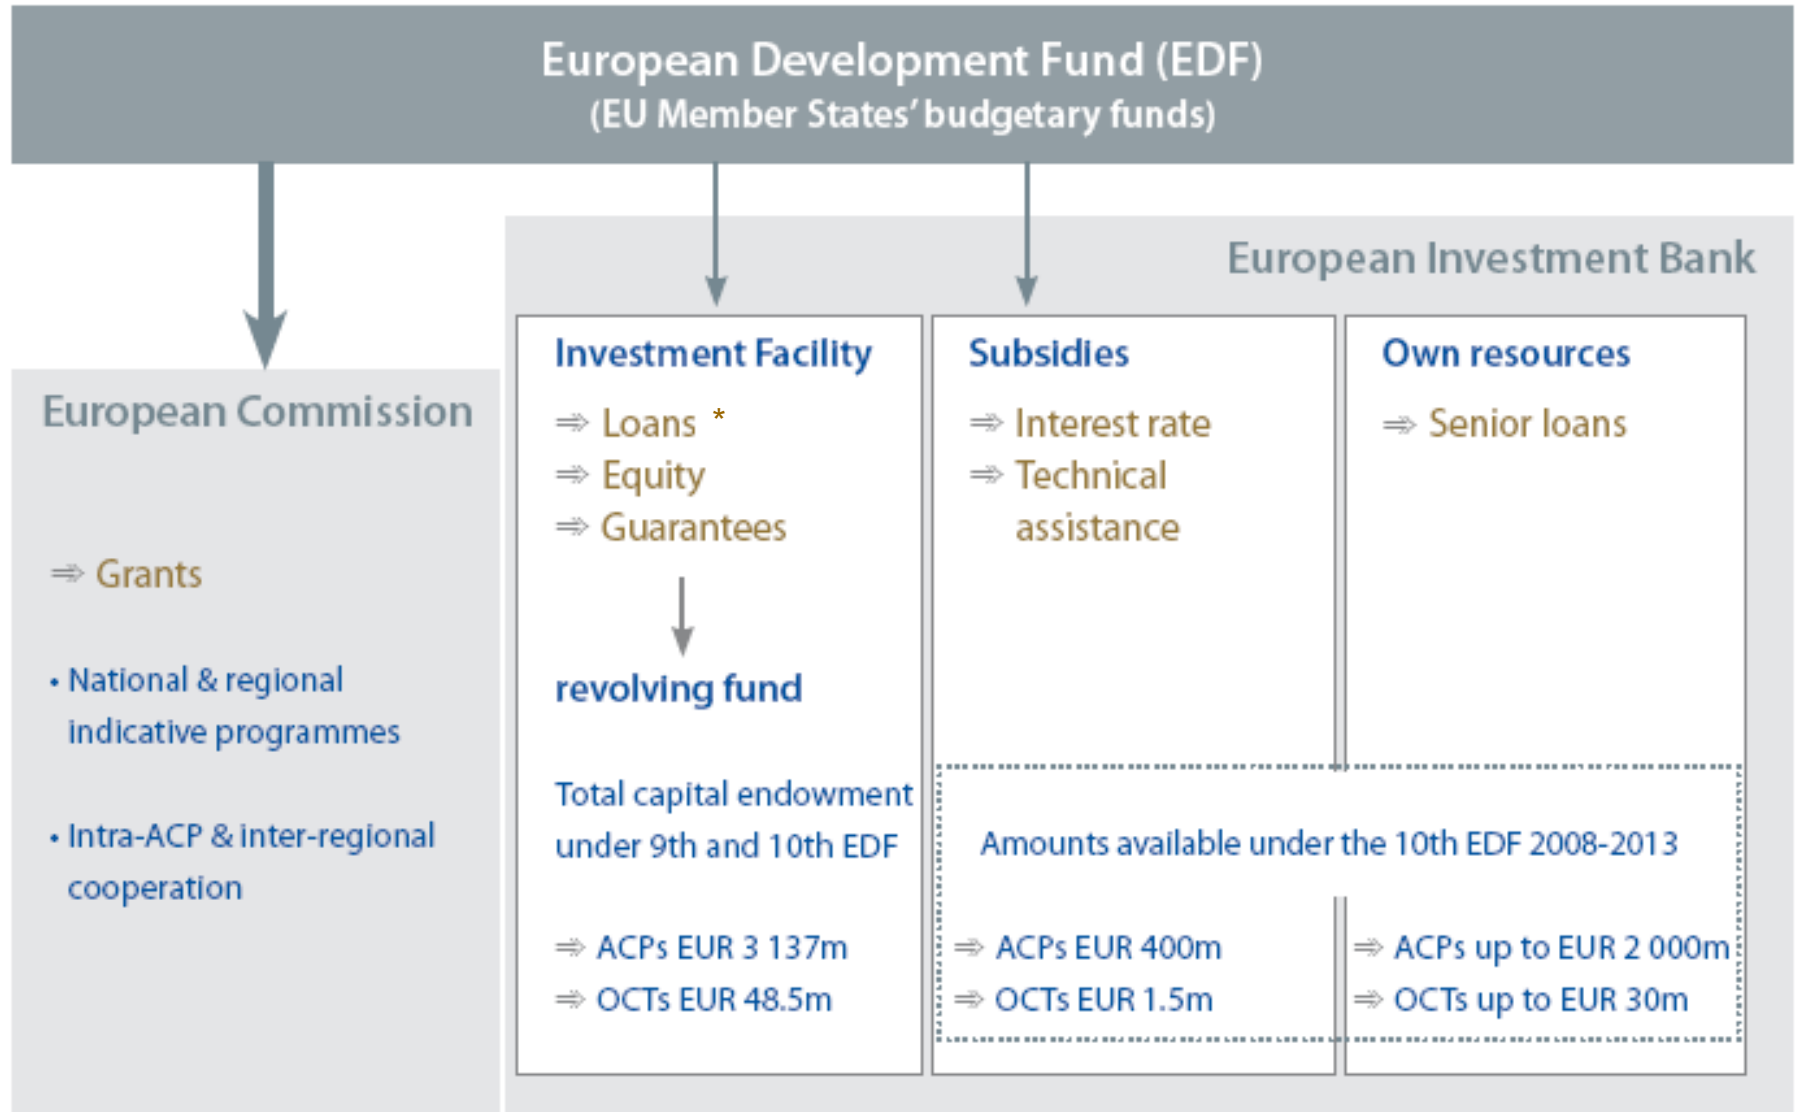 European Development Fund (EDF)
(EU Member States’ budgetary funds)
European Investment Bank
European Commission
⇒ Grants
• National & regional
indicative programmes
• Intra-ACP & inter-regional
cooperation
Investment Facility
⇒ Loans *
⇒ Equity
⇒ Guarantees
revolving fund
Total capital endowment
under 9th and 10th EDF
⇒ ACPs EUR 3 137m
⇒ OCTs EUR 48.5m
Subsidies
⇒ Interest rate
⇒ Technical
assistance
Own resources
⇒ Senior loans
Amounts available under the 10th EDF 2008-2013
⇒ ACPs EUR 400m
⇒ OCTs EUR 1.5m
⇒ ACPs up to EUR 2 000m
⇒ OCTs up to EUR 30m